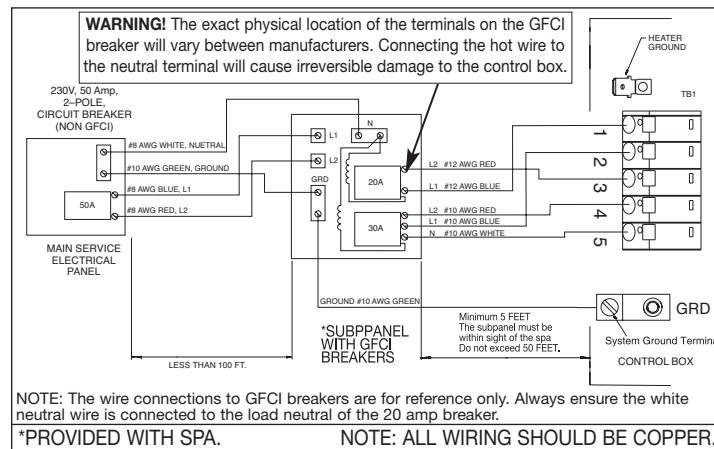 WARNING! The exact physical location of the terminals on the GFCI
breaker will vary between manufacturers. Connecting the hot wire to
the neutral terminal will cause irreversible damage to the control box.
HEATER
GROUND
TB1
230V, 50 Amp,
2–POLE,
CIRCUIT BREAKER
(NON GFCI)
#8 AWG WHITE, NUETRAL
#10 AWG GREEN, GROUND
#8 AWG BLUE, L1
#8 AWG RED, L2
50A
MAIN SERVICE
ELECTRICAL
PANEL
N
L1
L2
GRD
20A
30A
L2 #12 AWG RED
L1 #12 AWG BLUE
L2 #10 AWG RED
L1 #10 AWG BLUE
N #10 AWG WHITE
1
2
3
4
5
GROUND #10 AWG GREEN
*SUBPPANEL
WITH GFCI
BREAKERS
LESS THAN 100 FT.
Minimum 5 FEET
The subpanel must be
within sight of the spa
Do not exceed 50 FEET.
GRD
System Ground Termina
CONTROL BOX
NOTE: The wire connections to GFCI breakers are for reference only. Always ensure the white
neutral wire is connected to the load neutral of the 20 amp breaker.
*PROVIDED WITH SPA.
NOTE: ALL WIRING SHOULD BE COPPER.